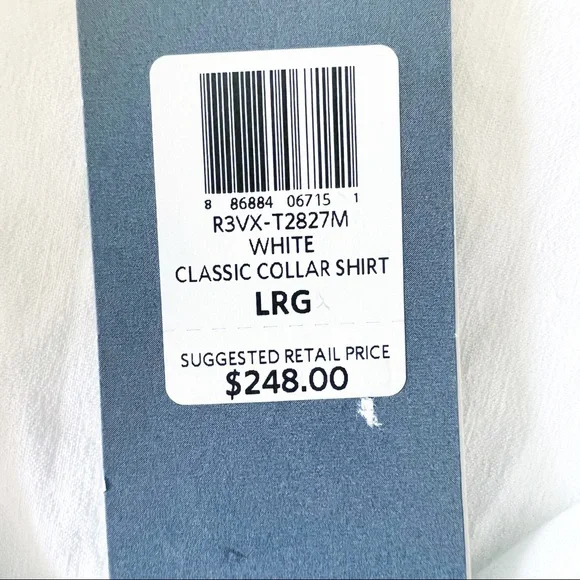 8 86884 06715 1
R3VX-T2827M
WHITE
CLASSIC COLLAR SHIRT
LRG
SUGGESTED RETAIL PRICE
$248.00